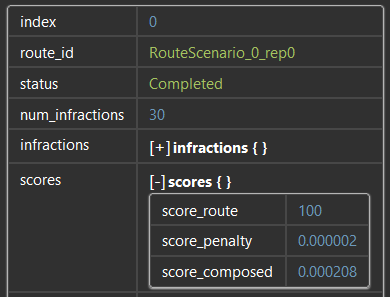 index 0
route_id RouteScenario_0_rep0
status Completed
num_infractions 30
infractions [+] infractions { }
scores [-] scores { }
score_route 100
score_penalty 0.000002
score_composed 0.000208